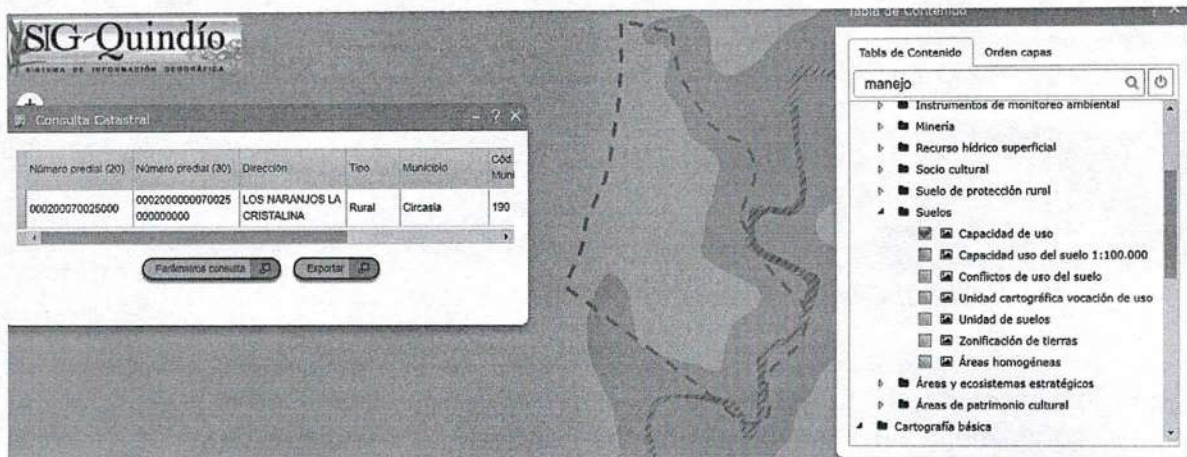 SIG-Quindío
SISTEMA DE INFORMACIÓN GEOGRÁFICA
Consulta Catastral
Número predial (20) Número predial (30) Dirección Tipo Municipio Cód. Muni
000200070025000 0002000000070025000000000 LOS NARANJOS LA CRISTALINA Rural Circasia 190
Parámetros consulta Exportar
Tabla de Contenido
Tabla de Contenido Orden capas
manejo
Instrumentos de monitoreo ambiental
Minería
Recurso hídrico superficial
Socio cultural
Suelo de protección rural
Suelos
Capacidad de uso
Capacidad uso del suelo 1:100.000
Conflictos de uso del suelo
Unidad cartográfica vocación de uso
Unidad de suelos
Zonificación de tierras
Áreas homogéneas
Áreas y ecosistemas estratégicos
Áreas de patrimonio cultural
Cartografía básica